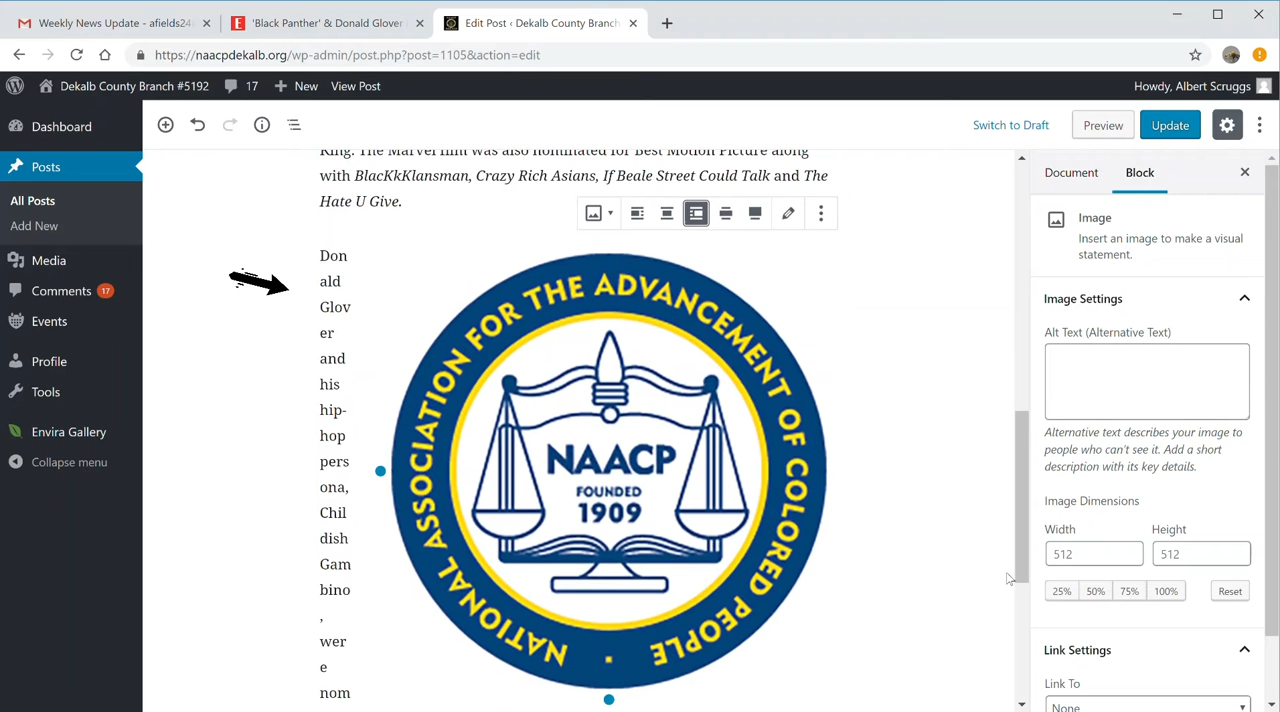 Weekly News Update - afields24
'Black Panther' & Donald Glover
Edit Post ‹ Dekalb County Branch
https://naacpdekalb.org/wp-admin/post.php?post=1105&action=edit
Dekalb County Branch #5192
17
New
View Post
Howdy, Albert Scruggs
Dashboard
Posts
All Posts
Add New
Media
Comments 17
Events
Profile
Tools
Envira Gallery
Collapse menu
Switch to Draft
Preview
Update
King. The Marvel film was also nominated for Best Motion Picture along
with BlacKkKlansman, Crazy Rich Asians, If Beale Street Could Talk and The
Hate U Give.
Don
ald
Glov
er
and
his
hip-
hop
pers
ona,
Chil
dish
Gam
bino
,
wer
e
nom
NATIONAL ASSOCIATION FOR THE ADVANCEMENT OF COLORED PEOPLE
NAACP
FOUNDED
1909
Document
Block
Image
Insert an image to make a visual
statement.
Image Settings
Alt Text (Alternative Text)
Alternative text describes your image to
people who can't see it. Add a short
description with its key details.
Image Dimensions
Width
Height
512
512
25%
50%
75%
100%
Reset
Link Settings
Link To
None